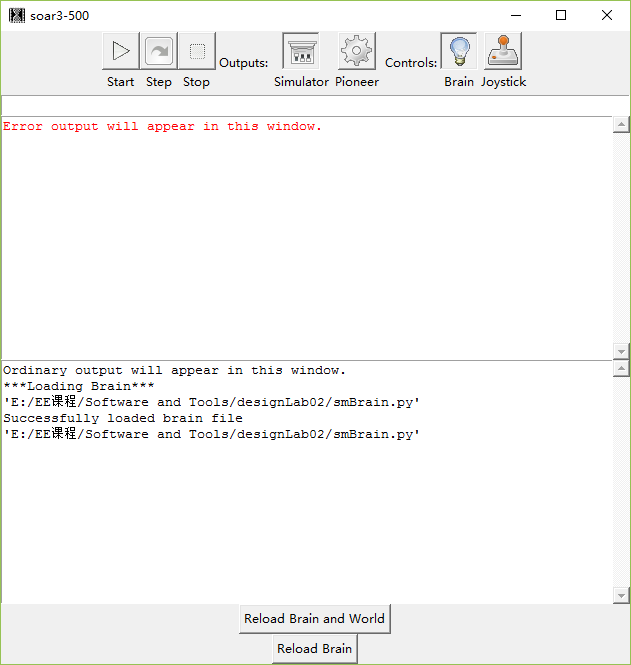 soar3-500
Outputs: Controls:
Start Step Stop Simulator Pioneer Brain Joystick
Error output will appear in this window.
Ordinary output will appear in this window.
***Loading Brain***
'E:/EE课程/Software and Tools/designLab02/smBrain.py'
Successfully loaded brain file
'E:/EE课程/Software and Tools/designLab02/smBrain.py'
Reload Brain and World
Reload Brain